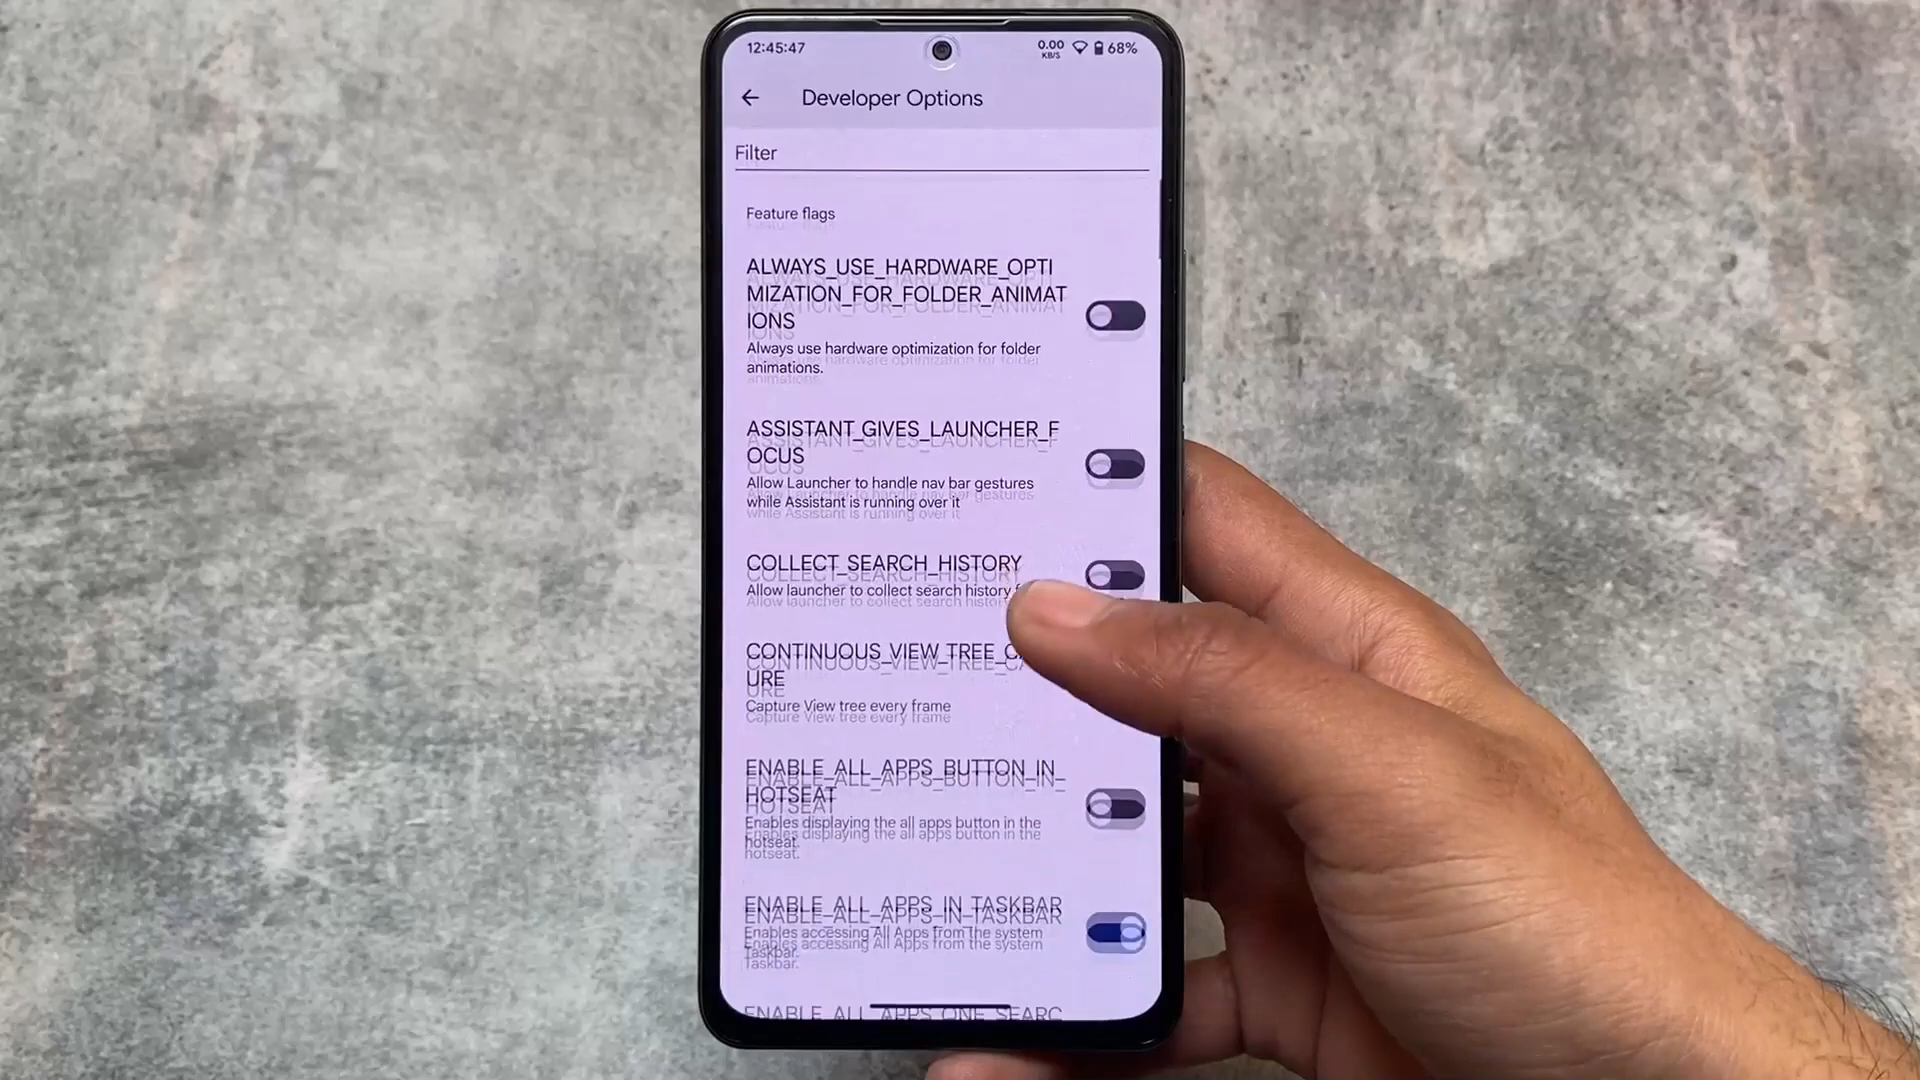 12:45:47 0.00 KB/S 68%
Developer Options
Filter
Feature flags
ALWAYS_USE_HARDWARE_OPTI
MIZATION_FOR_FOLDER_ANIMAT
IONS
Always use hardware optimization for folder
animations.
ASSISTANT_GIVES_LAUNCHER_F
OCUS
Allow Launcher to handle nav bar gestures
while Assistant is running over it
COLLECT_SEARCH_HISTORY
Allow launcher to collect search history
CONTINUOUS_VIEW_TREE_
URE
Capture View tree every frame
ENABLE_ALL_APPS_BUTTON_IN_
HOTSEAT
Enables displaying the all apps button in the
hotseat.
ENABLE_ALL_APPS_IN_TASKBAR
Enables accessing All Apps from the system
Taskbar.
ENABLE_ALL_APPS_ONE_SEARC